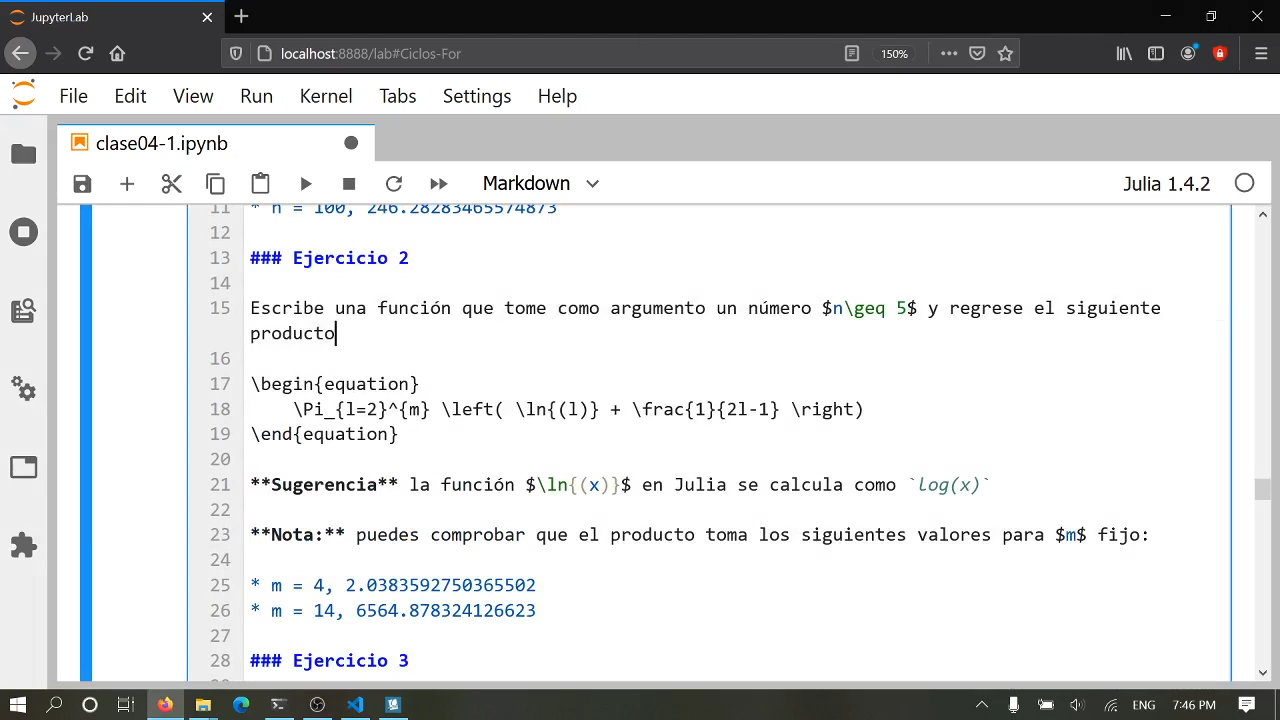 JupyterLab
localhost:8888/lab#Ciclos-For
150%
File Edit View Run Kernel Tabs Settings Help
clase04-1.ipynb
Markdown
Julia 1.4.2
11 * n = 100, 246.28283465574873
12
13 ### Ejercicio 2
14
15 Escribe una función que tome como argumento un número $n\geq 5$ y regrese el siguiente
producto
16
17 \begin{equation}
18 \Pi_{l=2}^{m} \left( \ln{(l)} + \frac{1}{2l-1} \right)
19 \end{equation}
20
21 **Sugerencia** la función $\ln{(x)}$ en Julia se calcula como `log(x)`
22
23 **Nota:** puedes comprobar que el producto toma los siguientes valores para $m$ fijo:
24
25 * m = 4, 2.0383592750365502
26 * m = 14, 6564.878324126623
27
28 ### Ejercicio 3
7:46 PM